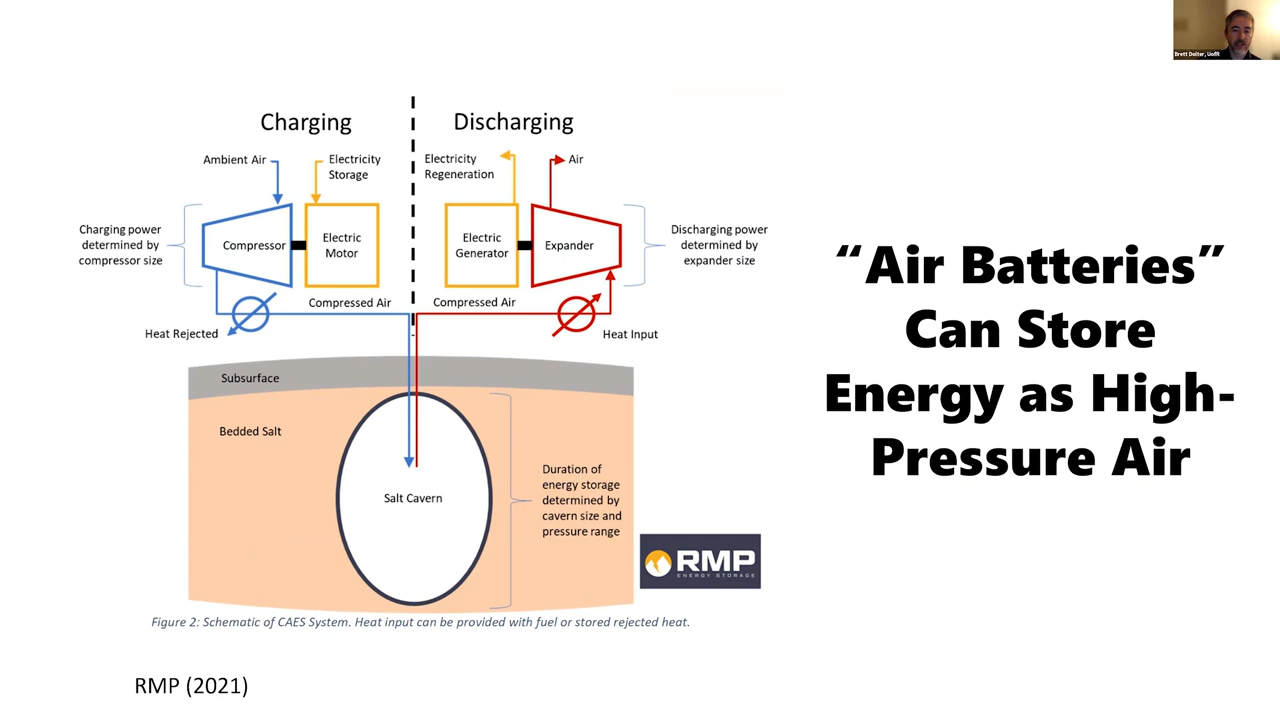 Brett Dolter, UofR
Charging
Discharging
Ambient Air
Electricity
Storage
Electricity
Regeneration
Air
Charging power
determined by
compressor size
Compressor
Electric
Motor
Electric
Generator
Expander
Discharging power
determined by
expander size
Compressed Air
Compressed Air
Heat Rejected
Heat Input
Subsurface
Bedded Salt
Salt Cavern
Duration of
energy storage
determined by
cavern size and
pressure range
RMP
ENERGY STORAGE
Figure 2: Schematic of CAES System. Heat input can be provided with fuel or stored rejected heat.
RMP (2021)
“Air Batteries”
Can Store
Energy as High-
Pressure Air